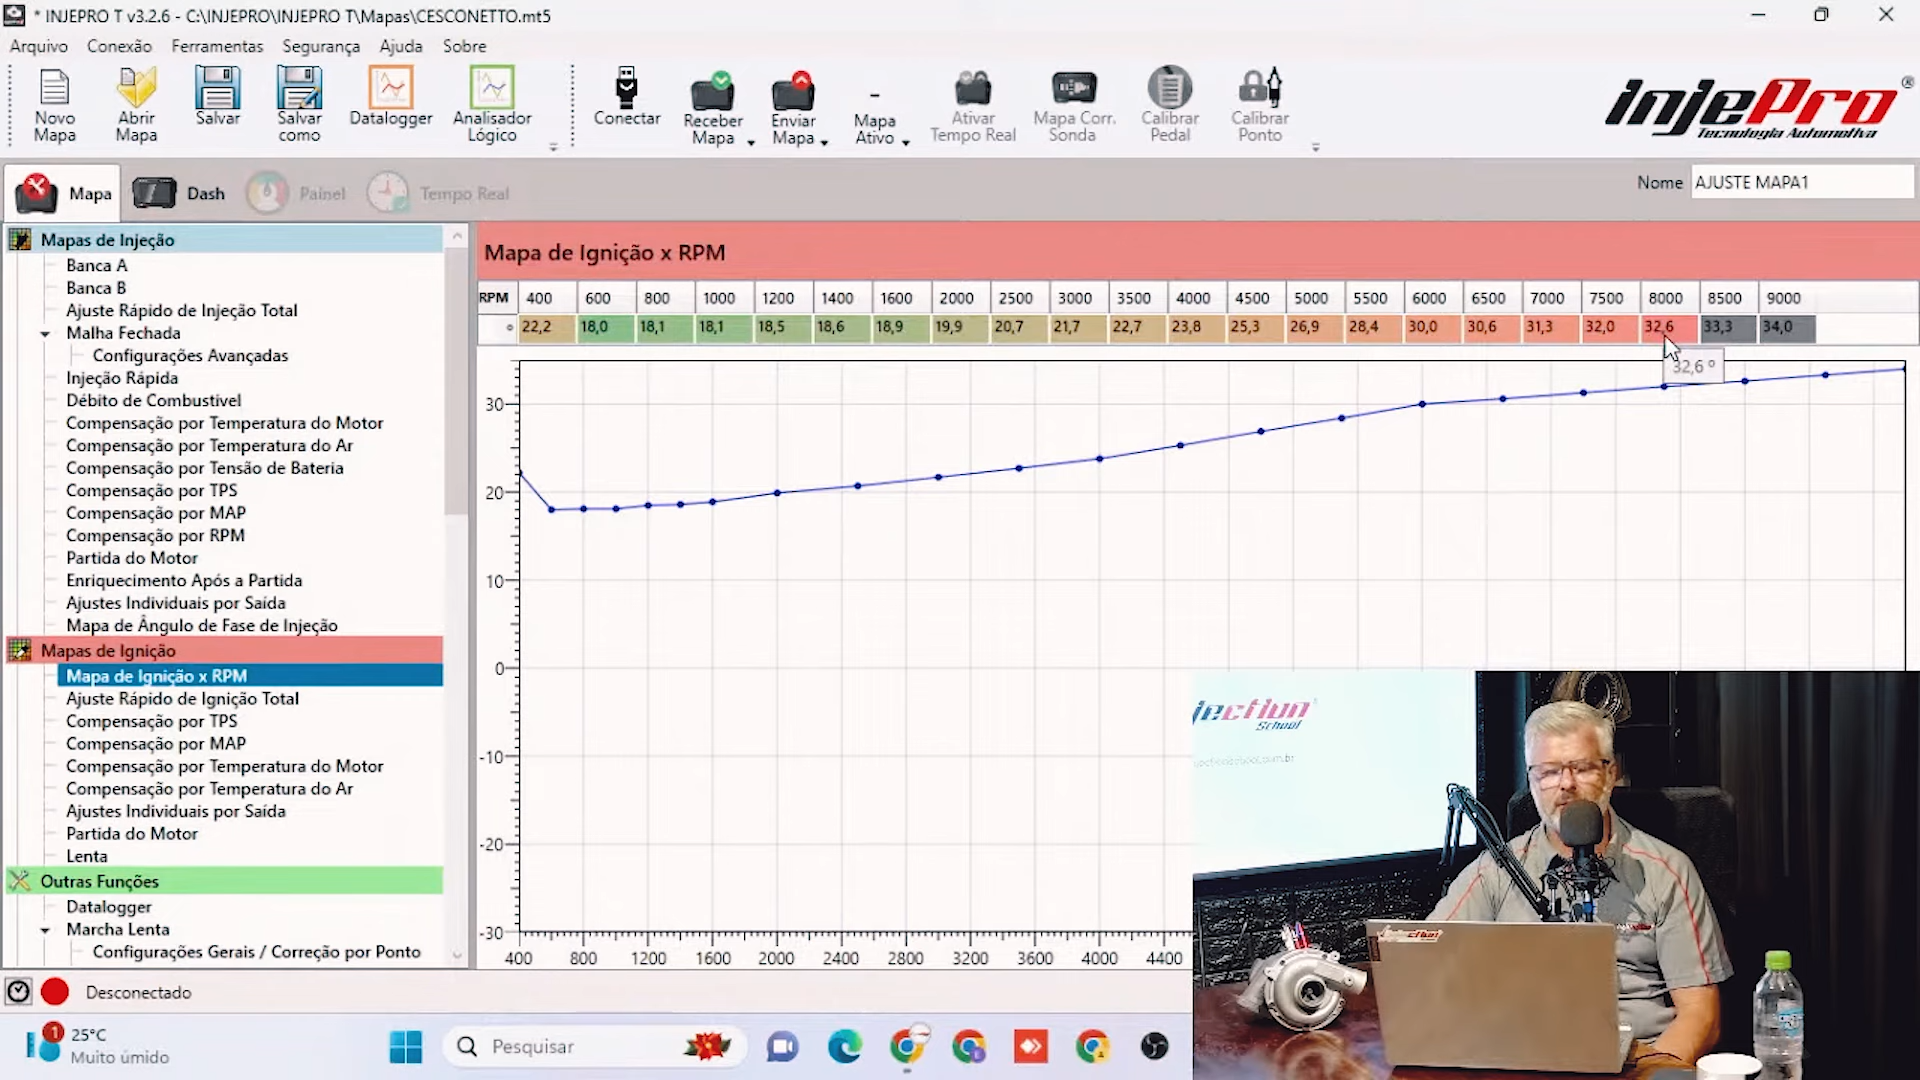 * INJEPRO T v3.2.6 - C:\INJEPRO\INJEPRO T\Mapas\CESCONETTO.mt5
Arquivo Conexão Ferramentas Segurança Ajuda Sobre
Novo Mapa
Abrir Mapa
Salvar
Salvar como
Datalogger
Analisador Lógico
Conectar
Receber Mapa
Enviar Mapa
Mapa Ativo
Ativar Tempo Real
Mapa Corr. Sonda
Calibrar Pedal
Calibrar Ponto
injePro®
Tecnologia Automotiva
Mapa Dash Painel Tempo Real
Nome AJUSTE MAPA1
Mapas de Injeção
Banca A
Banca B
Ajuste Rápido de Injeção Total
Malha Fechada
Configurações Avançadas
Injeção Rápida
Débito de Combustível
Compensação por Temperatura do Motor
Compensação por Temperatura do Ar
Compensação por Tensão de Bateria
Compensação por TPS
Compensação por MAP
Compensação por RPM
Partida do Motor
Enriquecimento Após a Partida
Ajustes Individuais por Saída
Mapa de Ângulo de Fase de Injeção
Mapas de Ignição
Mapa de Ignição x RPM
Ajuste Rápido de Ignição Total
Compensação por TPS
Compensação por MAP
Compensação por Temperatura do Motor
Compensação por Temperatura do Ar
Ajustes Individuais por Saída
Partida do Motor
Lenta
Outras Funções
Datalogger
Marcha Lenta
Configurações Gerais / Correção por Ponto
Mapa de Ignição x RPM
RPM 400 600 800 1000 1200 1400 1600 2000 2500 3000 3500 4000 4500 5000 5500 6000 6500 7000 7500 8000 8500 9000
° 22,2 18,0 18,1 18,1 18,5 18,6 18,9 19,9 20,7 21,7 22,7 23,8 25,3 26,9 28,4 30,0 30,6 31,3 32,0 32,6 33,3 34,0
32,6 °
30
20
10
0
-10
-20
-30
400 800 1200 1600 2000 2400 2800 3200 3600 4000 4400
jection
School
Desconectado
1
25°C
Muito úmido
Pesquisar